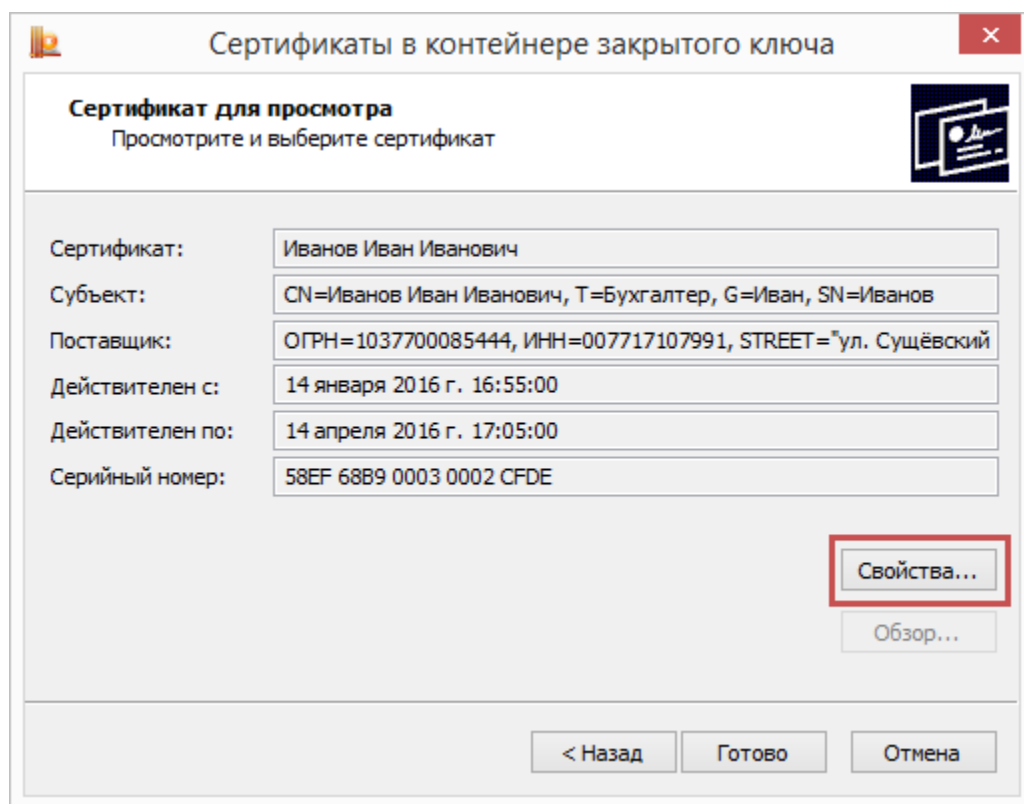 Сертификаты в контейнере закрытого ключа
Сертификат для просмотра
Просмотрите и выберите сертификат
Сертификат: Иванов Иван Иванович
Субъект: CN=Иванов Иван Иванович, T=Бухгалтер, G=Иван, SN=Иванов
Поставщик: ОГРН=1037700085444, ИНН=007717107991, STREET="ул. Сущёвский
Действителен с: 14 января 2016 г. 16:55:00
Действителен по: 14 апреля 2016 г. 17:05:00
Серийный номер: 58EF 68B9 0003 0002 CFDE
Свойства...
Обзор...
< Назад Готово Отмена